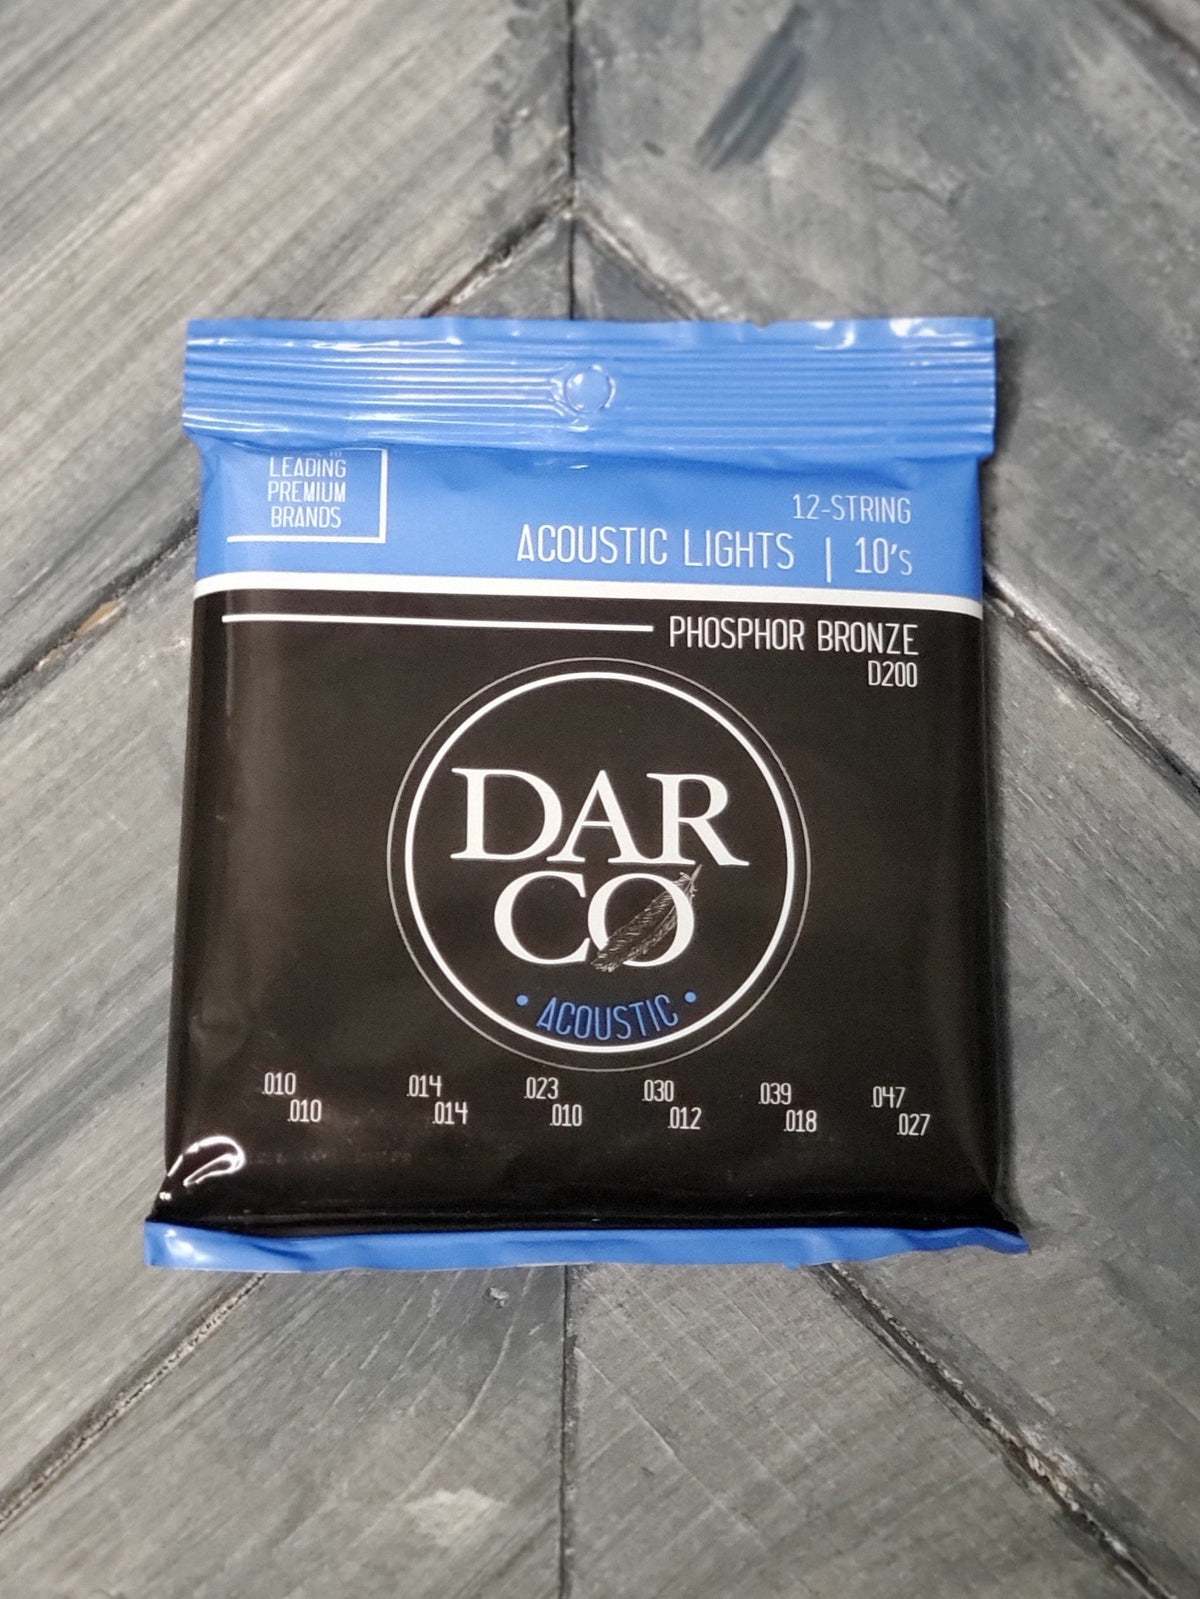 LEADING
PREMIUM
BRANDS
12-STRING
ACOUSTIC LIGHTS | 10's
PHOSPHOR BRONZE
D200
DAR
CO
• ACOUSTIC •
.010 .014 .023 .030 .039 .047
.010 .014 .010 .012 .018 .027